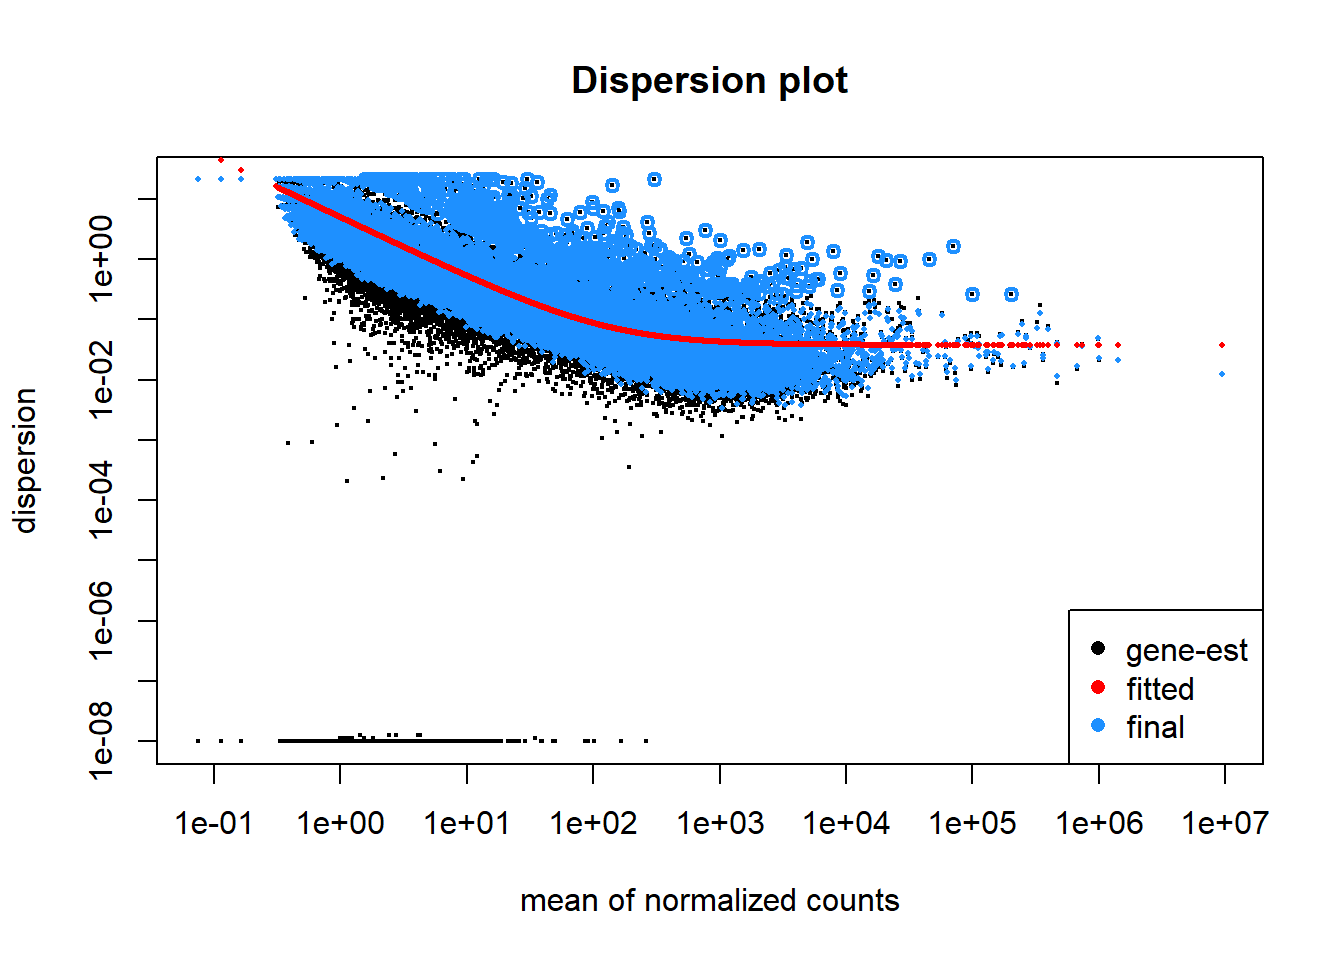 Dispersion plot
dispersion
1e+00
1e-02
1e-04
1e-06
1e-08
gene-est
fitted
final
1e-01 1e+00 1e+01 1e+02 1e+03 1e+04 1e+05 1e+06 1e+07
mean of normalized counts